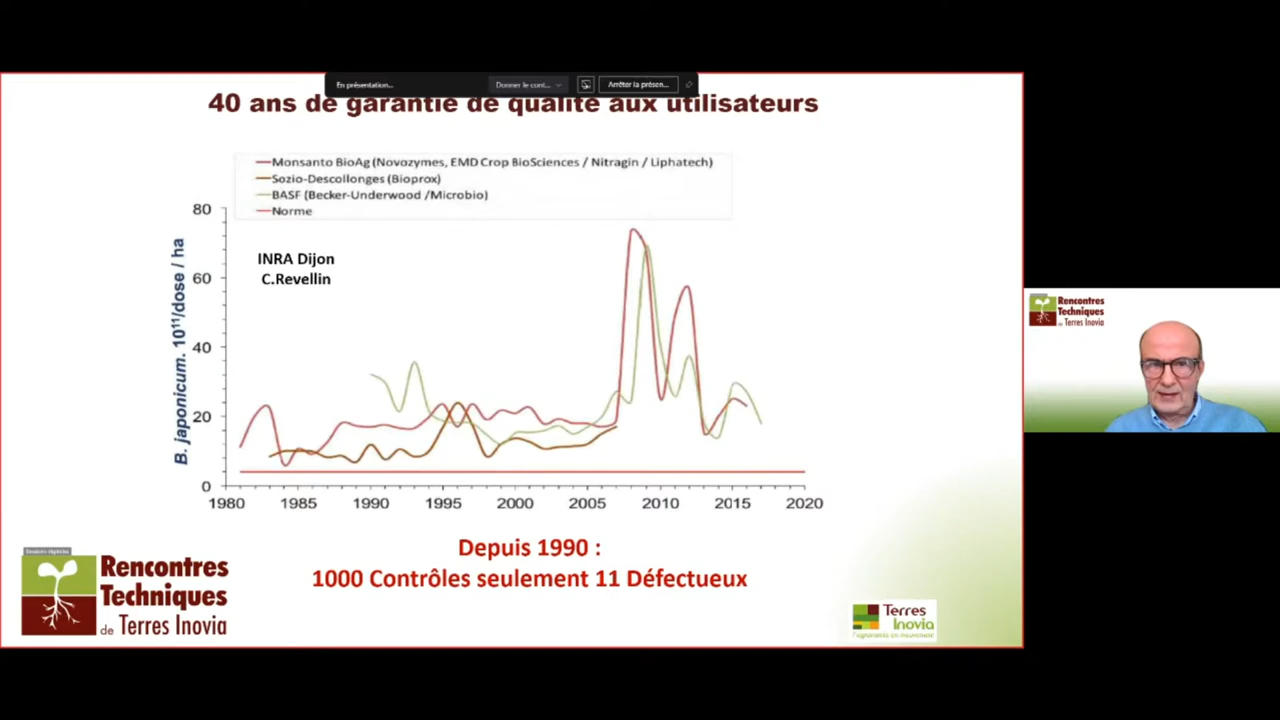 En présentation...
Donner le cont...
Arrêter la présen...
40 ans de garantie de qualité aux utilisateurs
Monsanto BioAg (Novozymes, EMD Crop BioSciences / Nitragin / Liphatech)
Sozio-Descollonges (Bioprox)
BASF (Becker-Underwood /Microbio)
Norme
INRA Dijon
C.Revellin
B. japonicum. 10¹¹/dose / ha
80
60
40
20
0
1980 1985 1990 1995 2000 2005 2010 2015 2020
Depuis 1990 :
1000 Contrôles seulement 11 Défectueux
Rencontres
Techniques
de Terres Inovia
Terres
Inovia
l'agronomie en mouvement
Rencontres
Techniques
de Terres Inovia